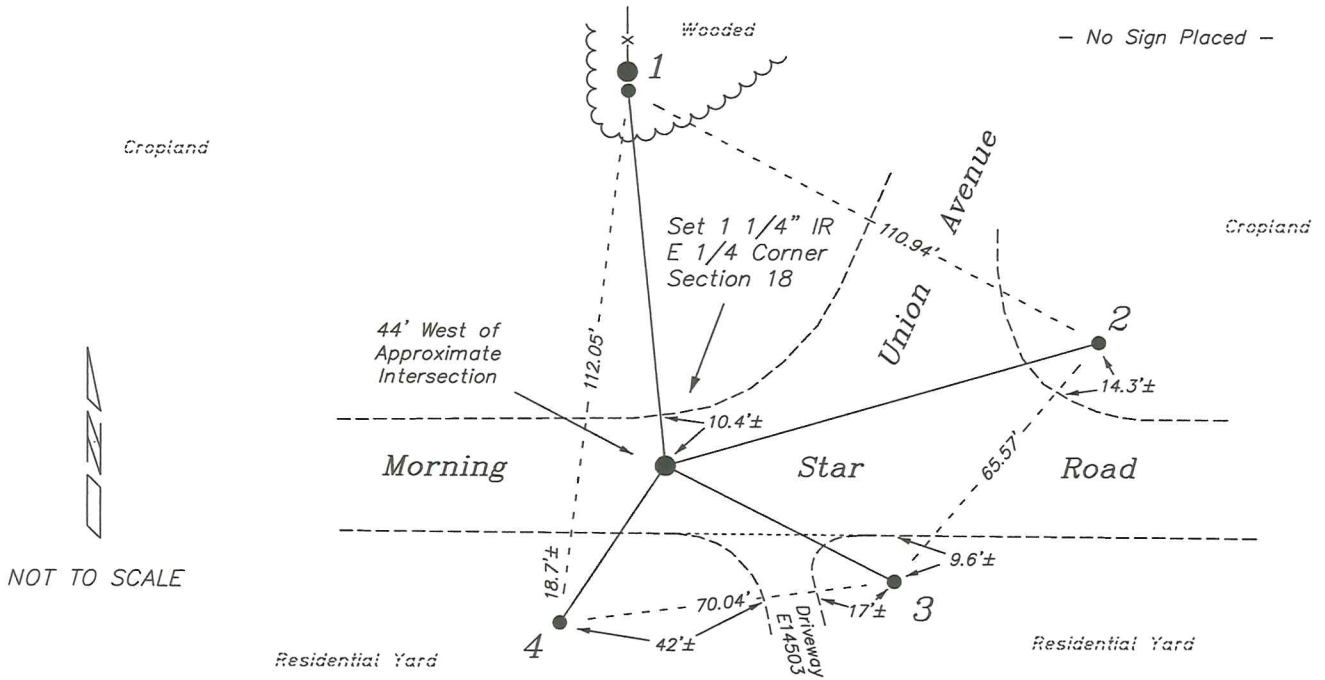 Wooded
- No Sign Placed -
1
Cropland
Set 1 1/4" IR
E 1/4 Corner
Section 18
Union Avenue
110.94'
Cropland
44' West of
Approximate
Intersection
112.05'
2
14.3'±
10.4'±
65.57'
Morning Star Road
N
NOT TO SCALE
18.7'±
9.6'±
70.04'
17'±
3
4
42'±
Driveway
E14503
Residential Yard
Residential Yard